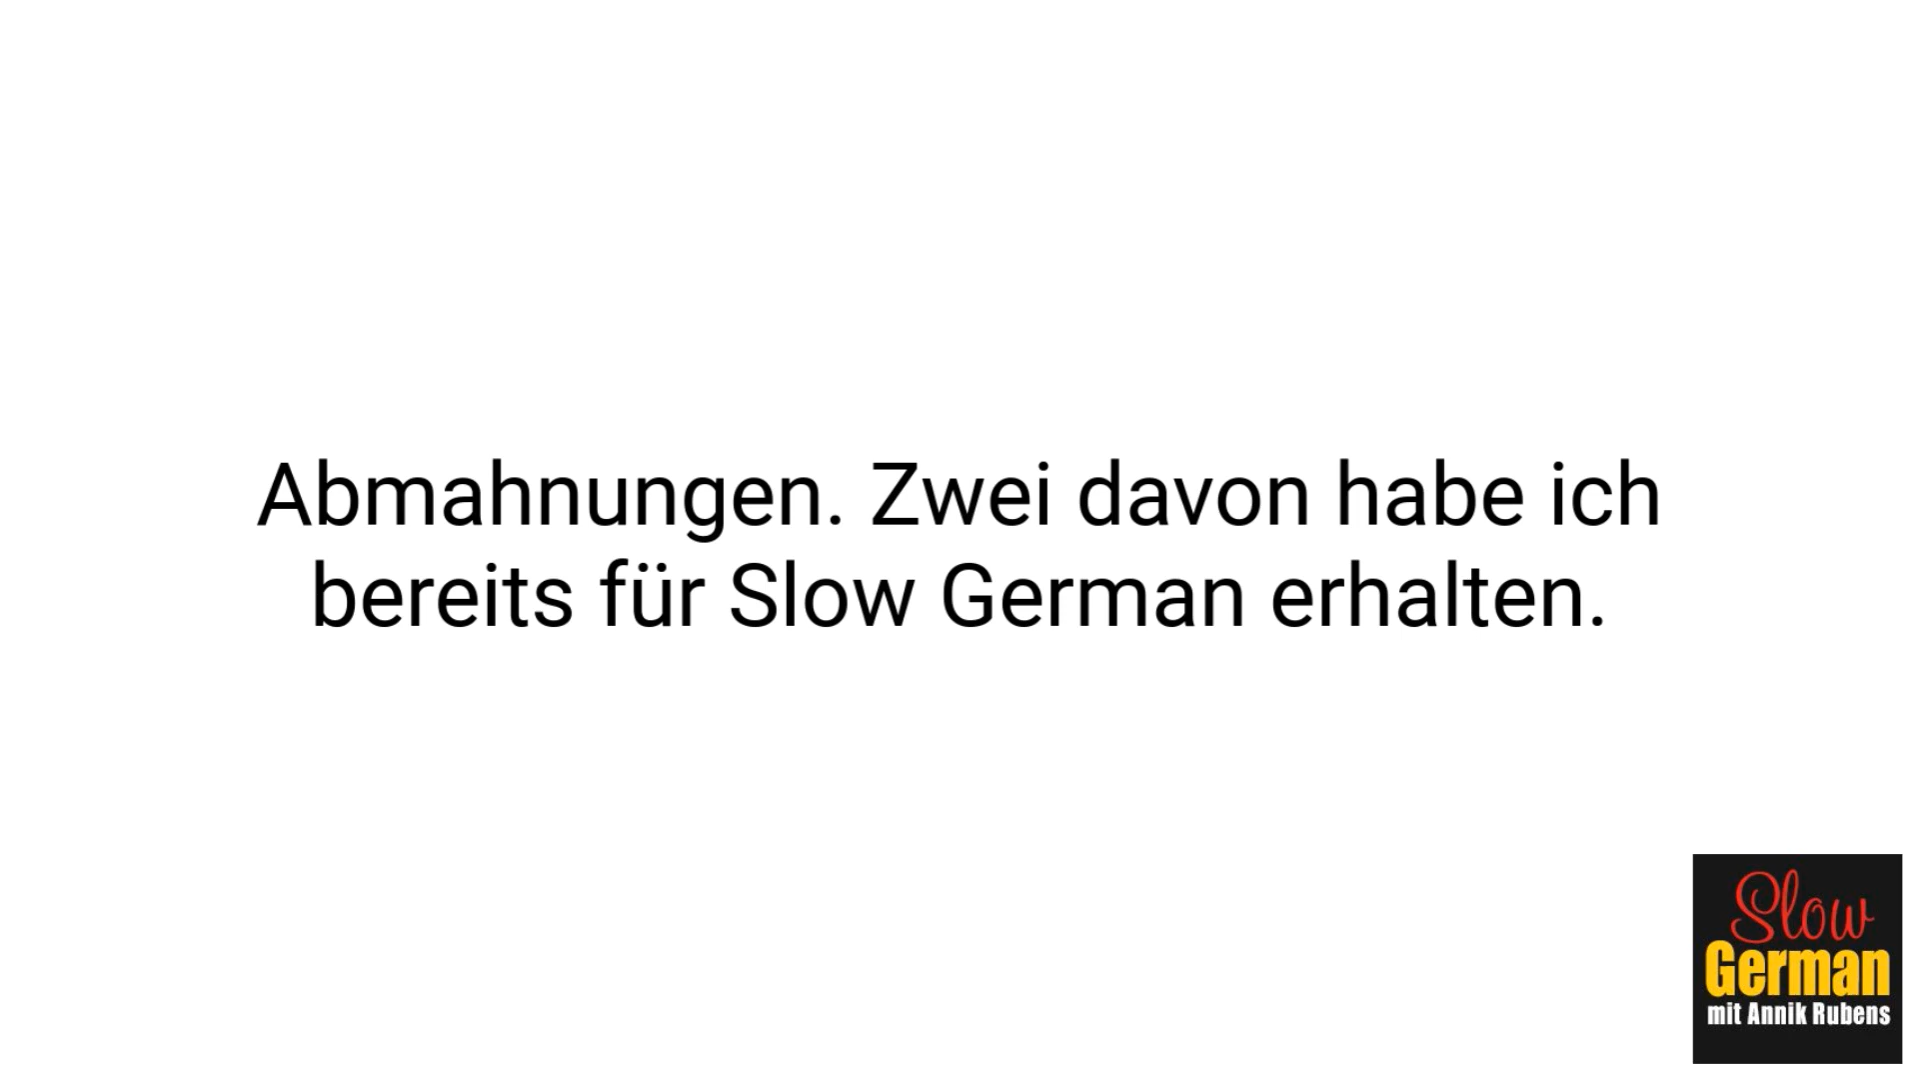 Abmahnungen. Zwei davon habe ich
bereits für Slow German erhalten.
Slow
German
mit Annik Rubens